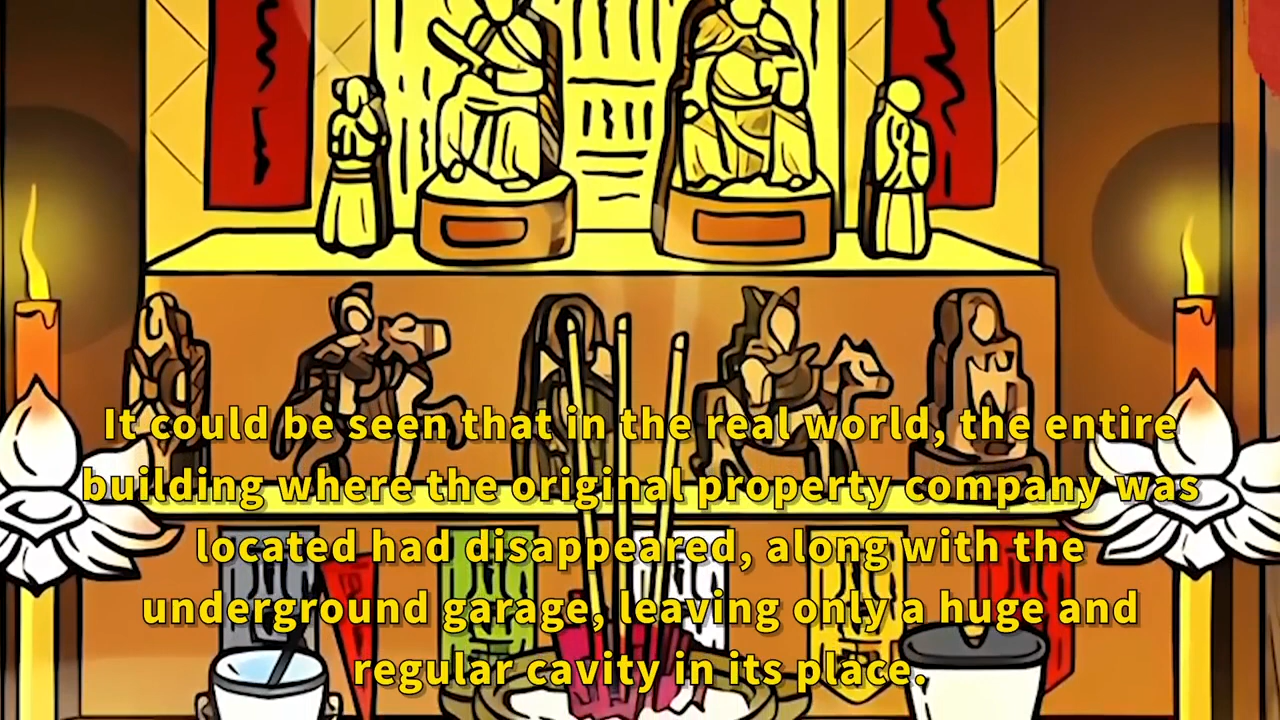 It could be seen that in the real world, the entire
building where the original property company was
located had disappeared, along with the
underground garage, leaving only a huge and
regular cavity in its place.